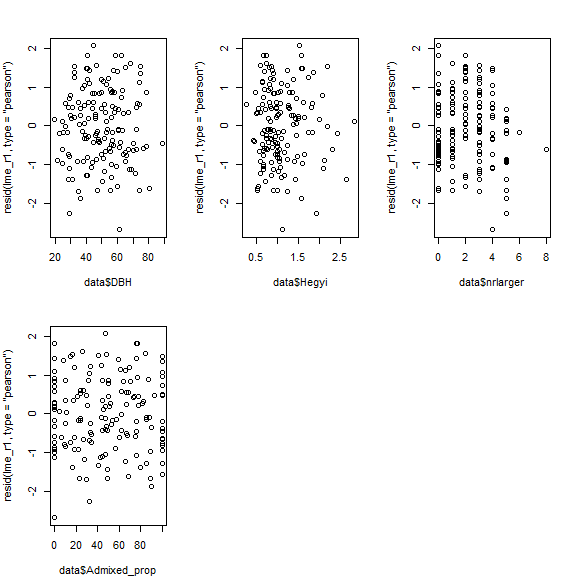 resid(lme_r1, type = "pearson")
2
1
0
-1
-2
20 40 60 80
data$DBH
resid(lme_r1, type = "pearson")
2
1
0
-1
-2
0.5 1.5 2.5
data$Hegyi
resid(lme_r1, type = "pearson")
2
1
0
-1
-2
0 2 4 6 8
data$nrlarger
resid(lme_r1, type = "pearson")
2
1
0
-1
-2
0 20 40 60 80
data$Admixed_prop